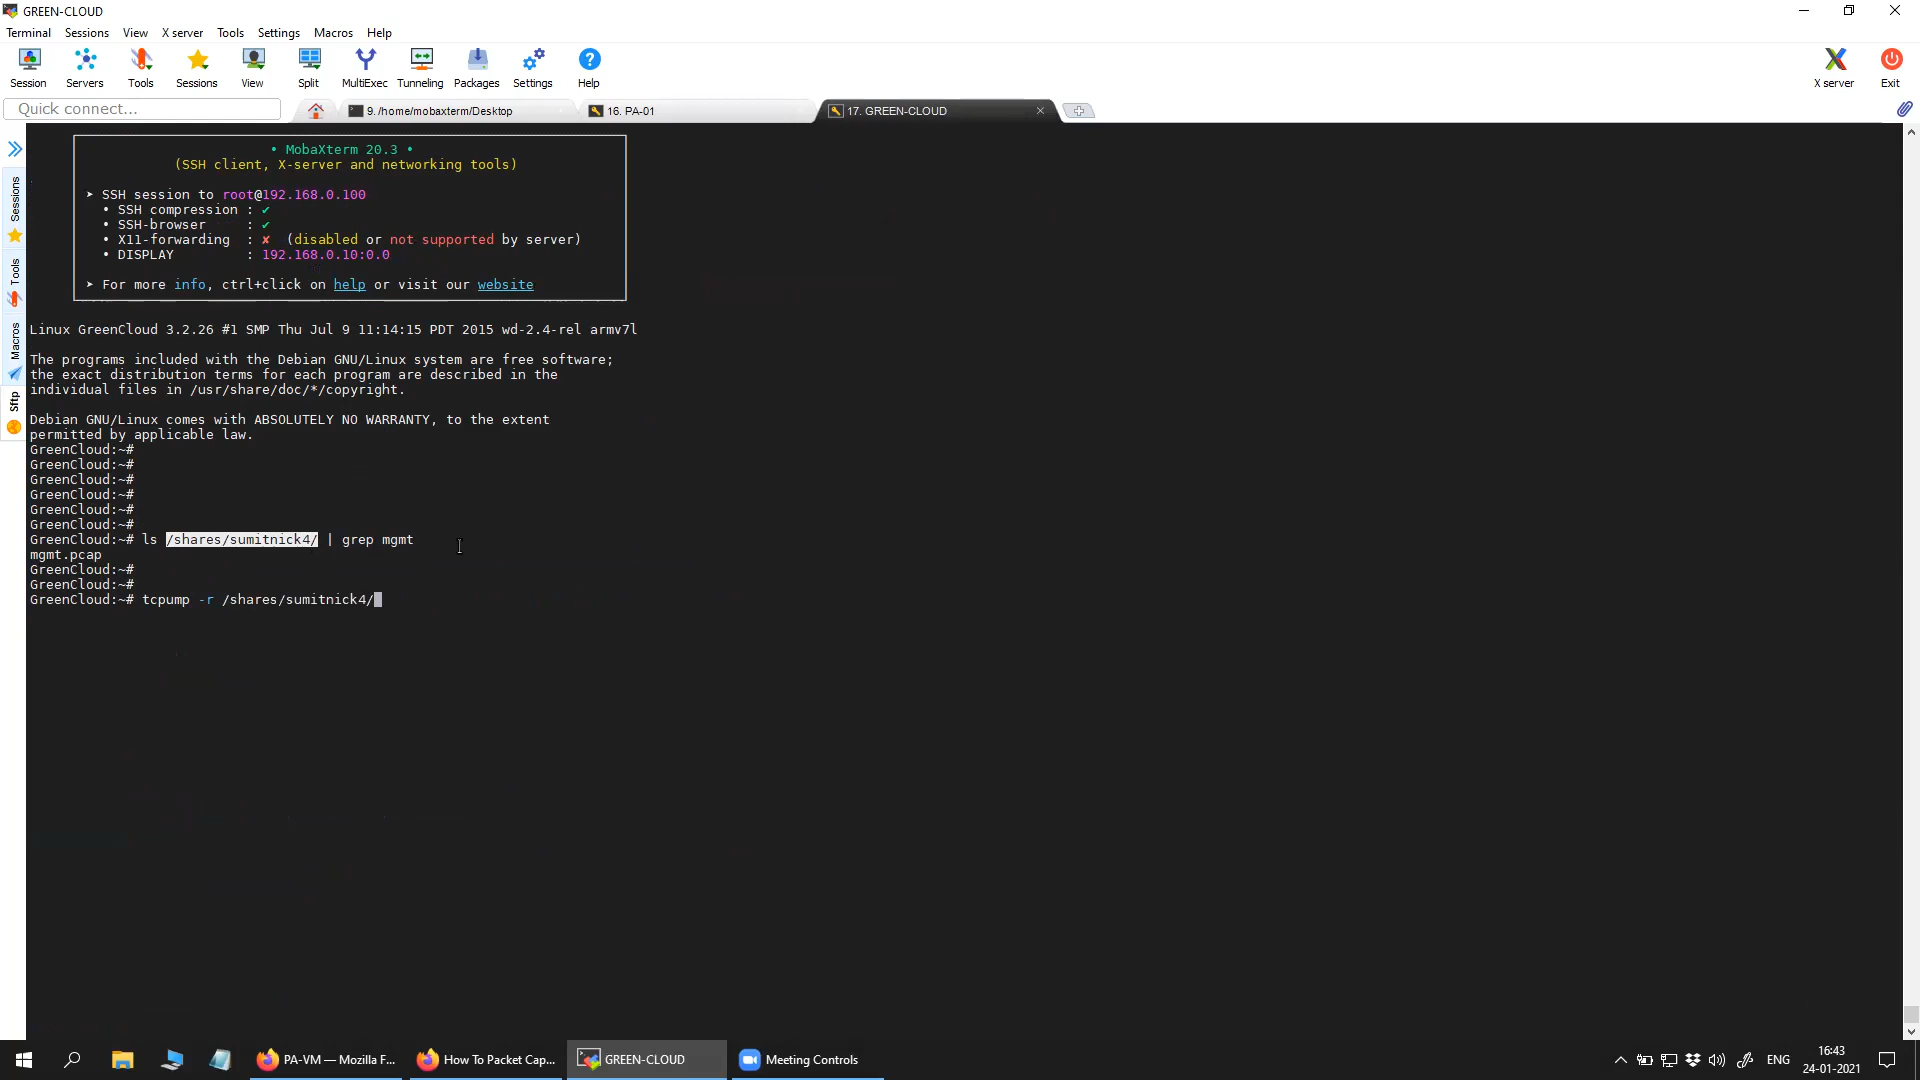 GREEN-CLOUD
Terminal Sessions View X server Tools Settings Macros Help
Session Servers Tools Sessions View Split MultiExec Tunneling Packages Settings Help X server Exit
Quick connect... 9. /home/mobaxterm/Desktop 16. PA-01 17. GREEN-CLOUD
Sessions
Tools
Macros
Sftp
• MobaXterm 20.3 •
(SSH client, X-server and networking tools)
➤ SSH session to root@192.168.0.100
• SSH compression : ✔
• SSH-browser : ✔
• X11-forwarding : ✘ (disabled or not supported by server)
• DISPLAY : 192.168.0.10:0.0
➤ For more info, ctrl+click on help or visit our website
Linux GreenCloud 3.2.26 #1 SMP Thu Jul 9 11:14:15 PDT 2015 wd-2.4-rel armv7l
The programs included with the Debian GNU/Linux system are free software;
the exact distribution terms for each program are described in the
individual files in /usr/share/doc/*/copyright.
Debian GNU/Linux comes with ABSOLUTELY NO WARRANTY, to the extent
permitted by applicable law.
GreenCloud:~#
GreenCloud:~#
GreenCloud:~#
GreenCloud:~#
GreenCloud:~#
GreenCloud:~#
GreenCloud:~# ls /shares/sumitnick4/ | grep mgmt
mgmt.pcap
GreenCloud:~#
GreenCloud:~#
GreenCloud:~# tcpump -r /shares/sumitnick4/
PA-VM — Mozilla F... How To Packet Cap... GREEN-CLOUD Meeting Controls ENG 16:43
24-01-2021